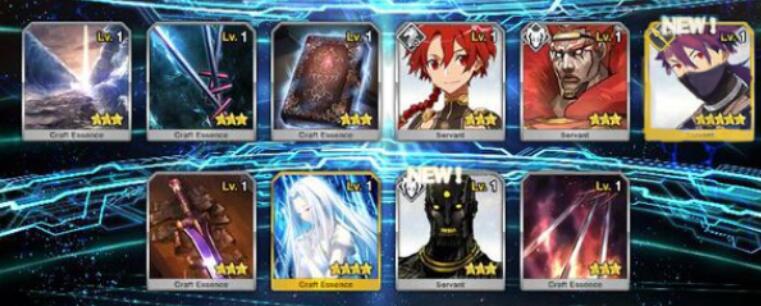 NEW!
Lv. 1 Lv. 1 Lv. 1 Lv. 1 Lv. 1 Lv. 1
Craft Essence Craft Essence Craft Essence Servant Servant Servant
NEW!
Lv. 1 Lv. 1 Lv. 1 Lv. 1
Craft Essence Craft Essence Servant Craft Essence